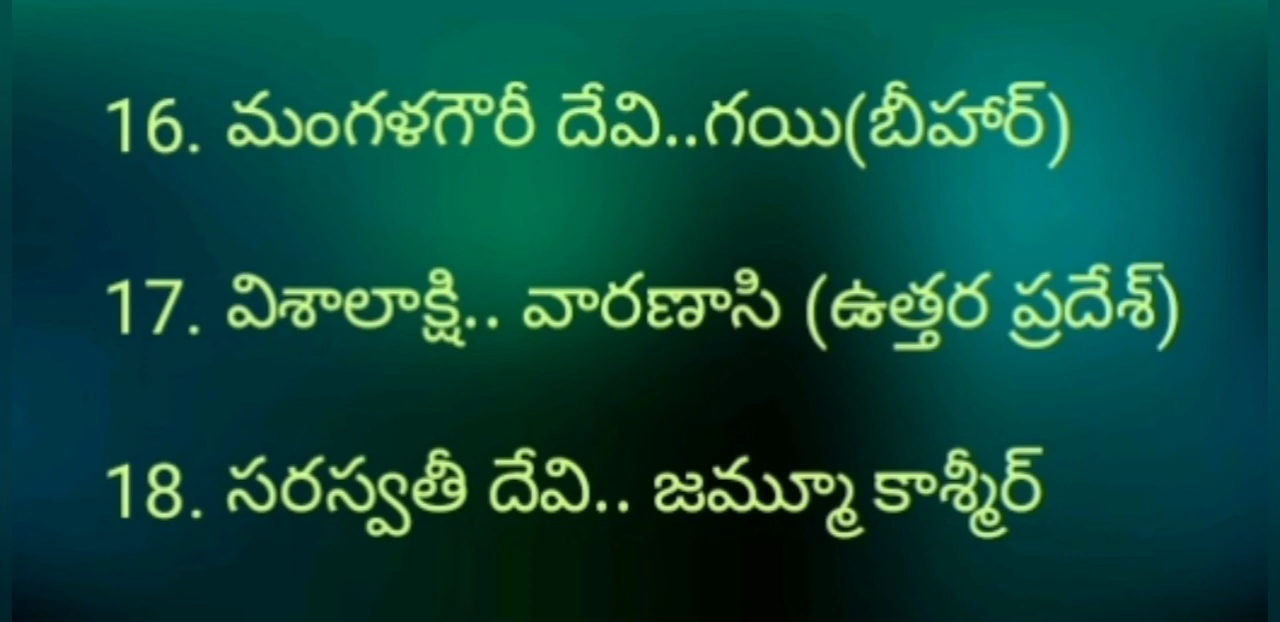 16. మంగళగౌరీ దేవి..గయి(బీహార్)
17. విశాలాక్షి.. వారణాసి (ఉత్తర ప్రదేశ్)
18. సరస్వతీ దేవి.. జమ్మూ కాశ్మీర్